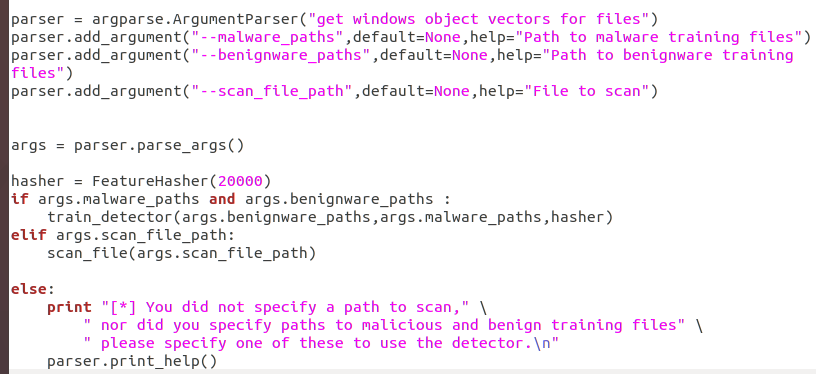 parser = argparse.ArgumentParser("get windows object vectors for files")
parser.add_argument("--malware_paths",default=None,help="Path to malware training files")
parser.add_argument("--benignware_paths",default=None,help="Path to benignware training
files")
parser.add_argument("--scan_file_path",default=None,help="File to scan")
args = parser.parse_args()
hasher = FeatureHasher(20000)
if args.malware_paths and args.benignware_paths :
    train_detector(args.benignware_paths,args.malware_paths,hasher)
elif args.scan_file_path:
    scan_file(args.scan_file_path)
else:
    print "[*] You did not specify a path to scan," \
        " nor did you specify paths to malicious and benign training files" \
        " please specify one of these to use the detector.\n"
    parser.print_help()